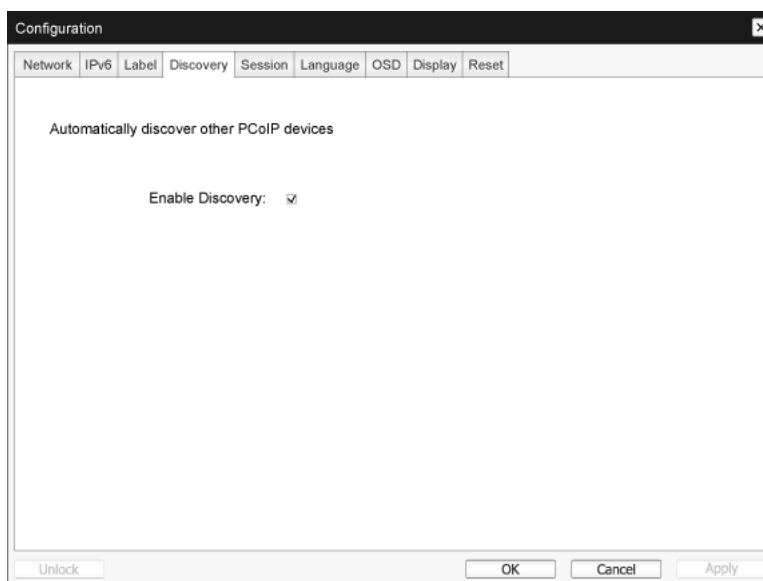 Configuration
Network IPv6 Label Discovery Session Language OSD Display Reset
Automatically discover other PCoIP devices
Enable Discovery:
Unlock OK Cancel Apply